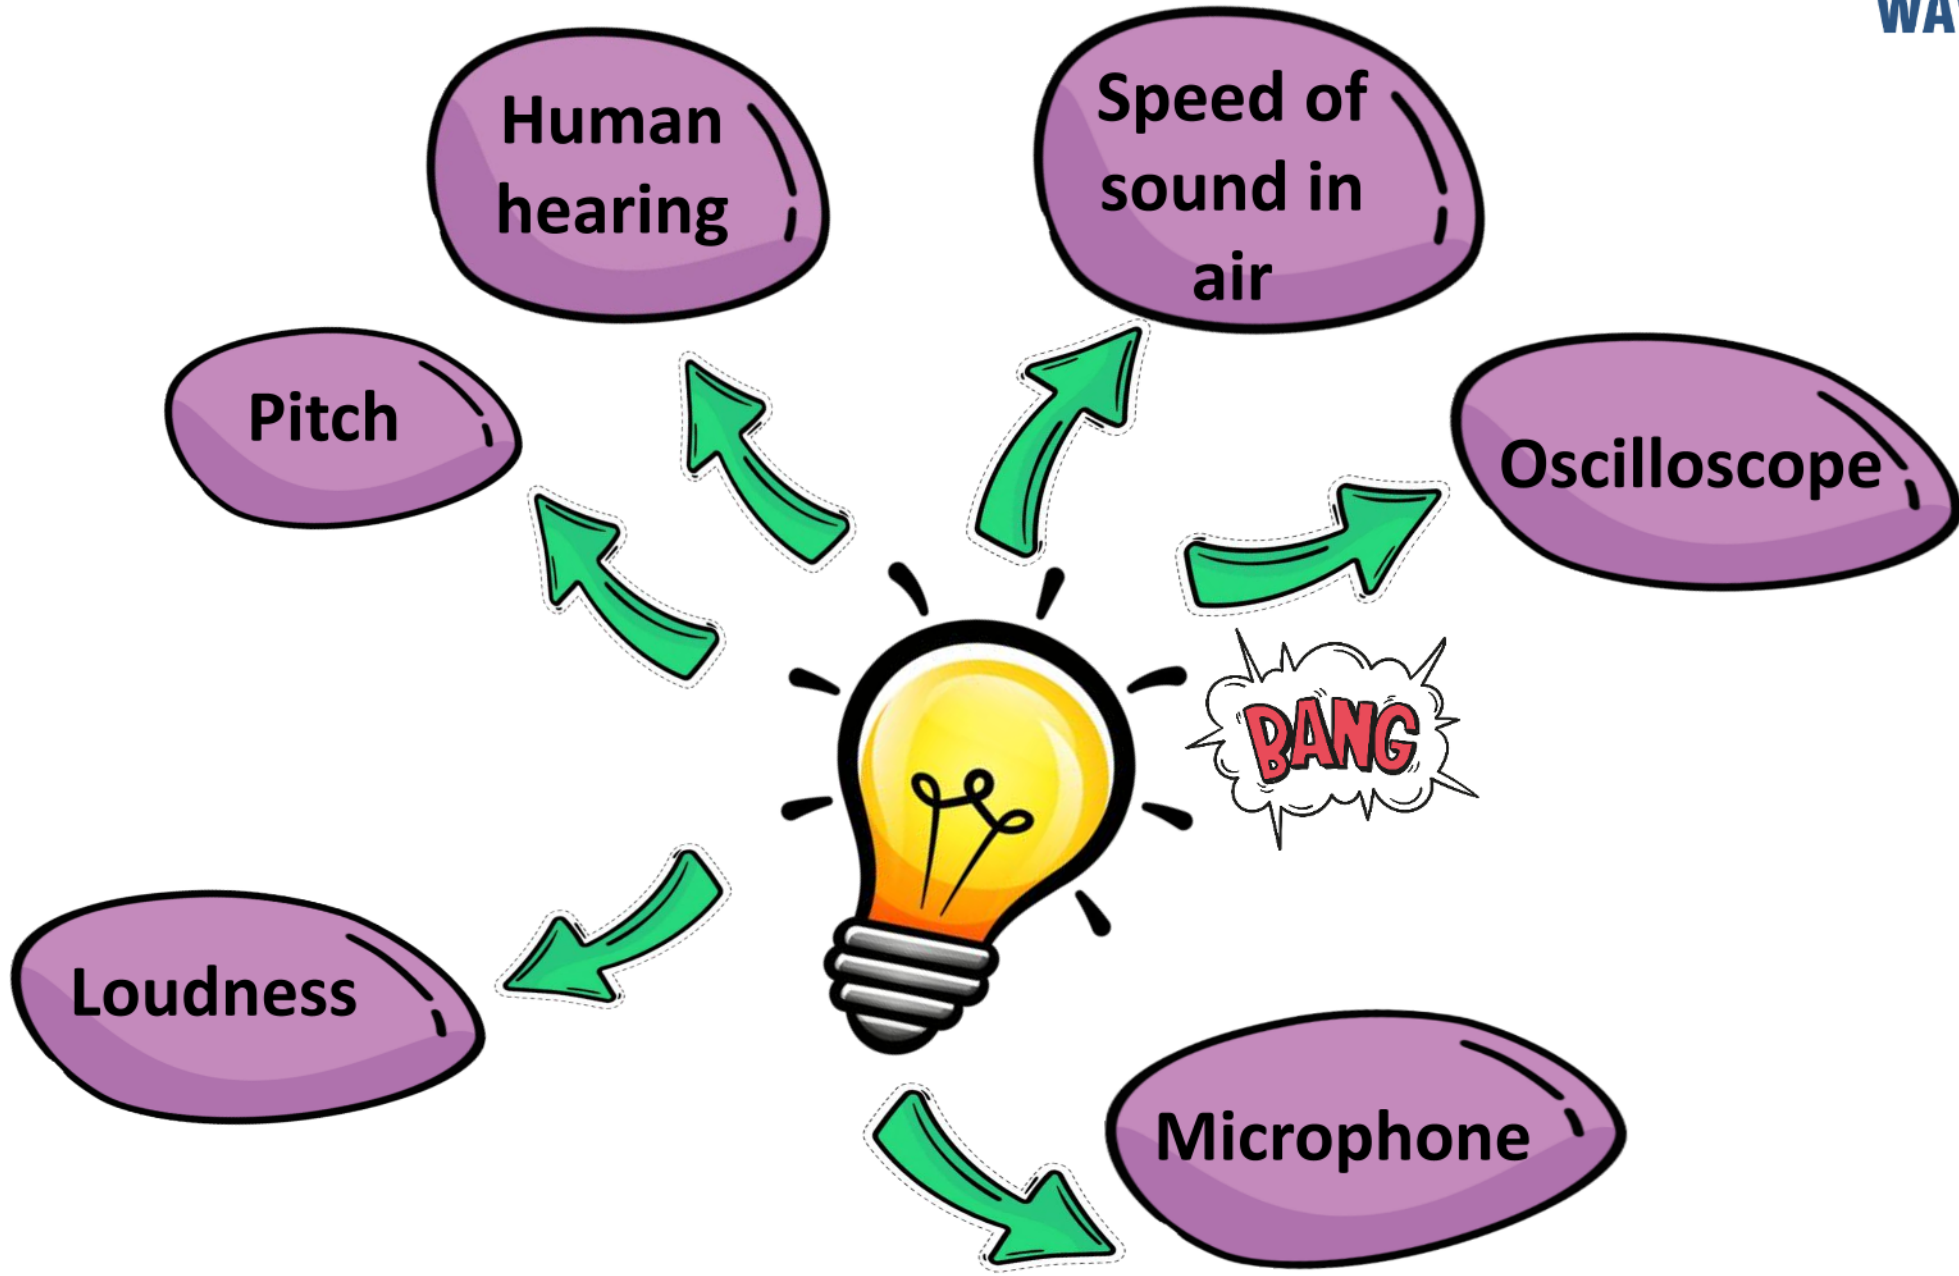 Human
hearing
Speed of
sound in
air
Pitch
Oscilloscope
BANG
Loudness
Microphone